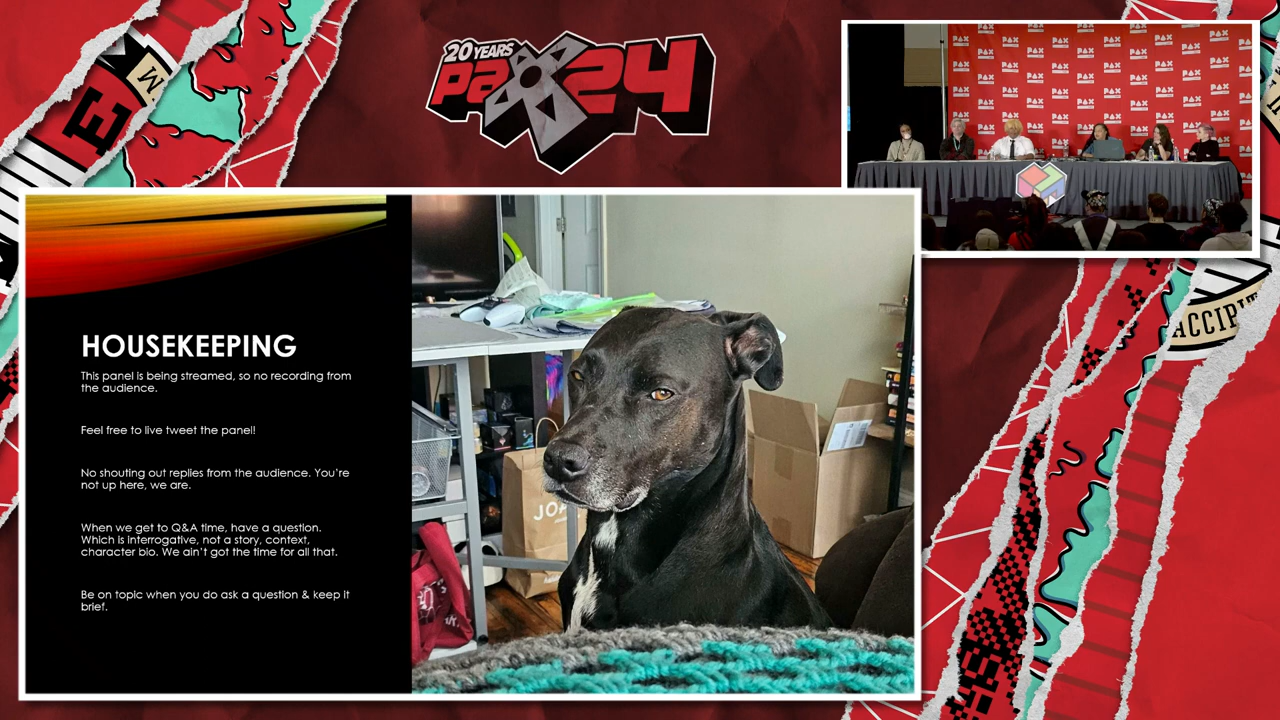 20 YEARS
PAX 24
M
E
ACCIPIT
HOUSEKEEPING
This panel is being streamed, so no recording from
the audience.
Feel free to live tweet the panel!
No shouting out replies from the audience. You're
not up here, we are.
When we get to Q&A time, have a question.
Which is interrogative, not a story, context,
character bio. We ain't got the time for all that.
Be on topic when you do ask a question & keep it
brief.
JOA